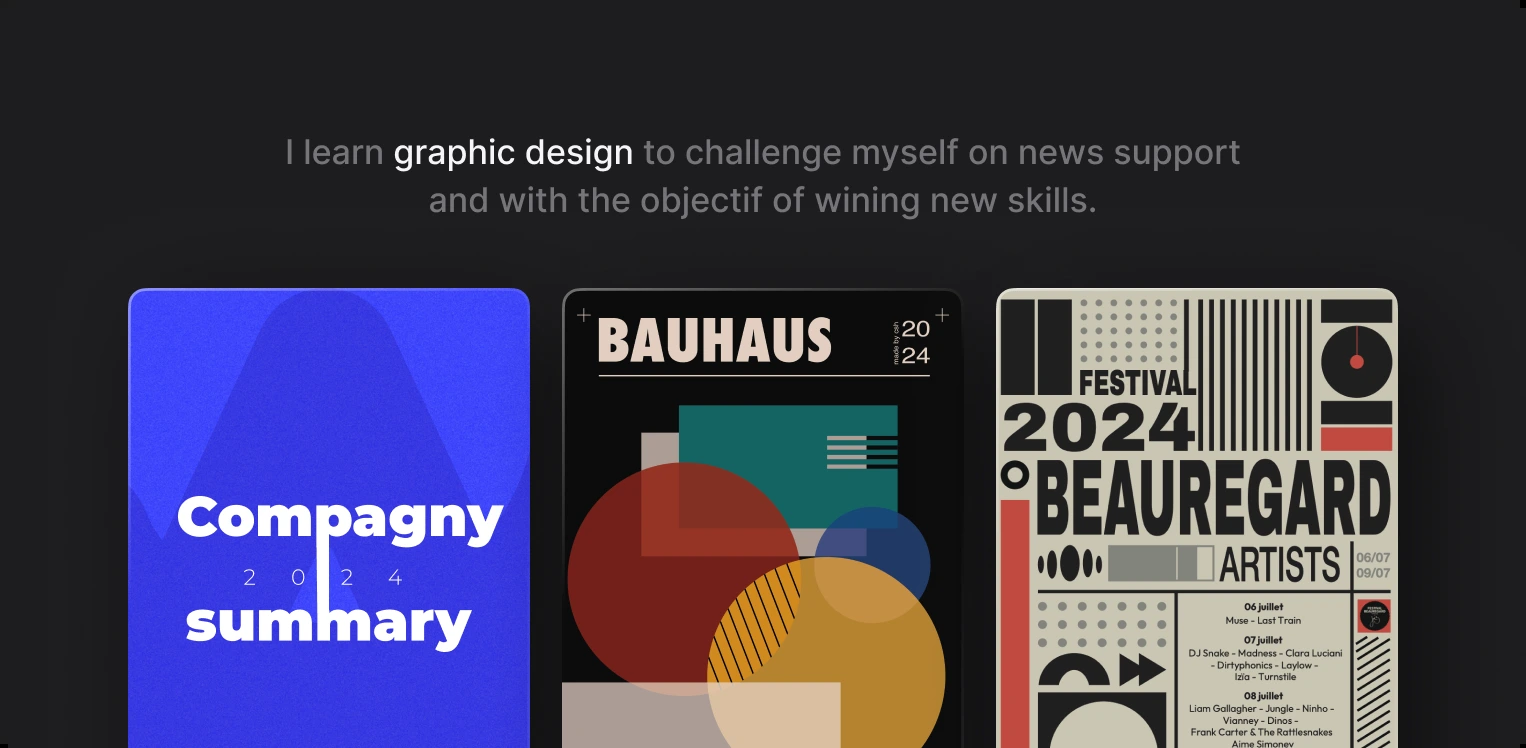 I learn graphic design to challenge myself on news support
and with the objectif of wining new skills.
Compagny
2 0 2 4
summary
BAUHAUS
made by osh
20
24
FESTIVAL
2024
BEAUREGARD
ARTISTS
06/07
09/07
06 juillet
Muse - Last Train
07 juillet
DJ Snake - Madness - Clara Luciani
- Dirtyphonics - Laylow -
Izïa - Turnstile
08 juillet
Liam Gallagher - Jungle - Ninho -
Vianney - Dinos -
Frank Carter & The Rattlesnakes
Aime Simoney